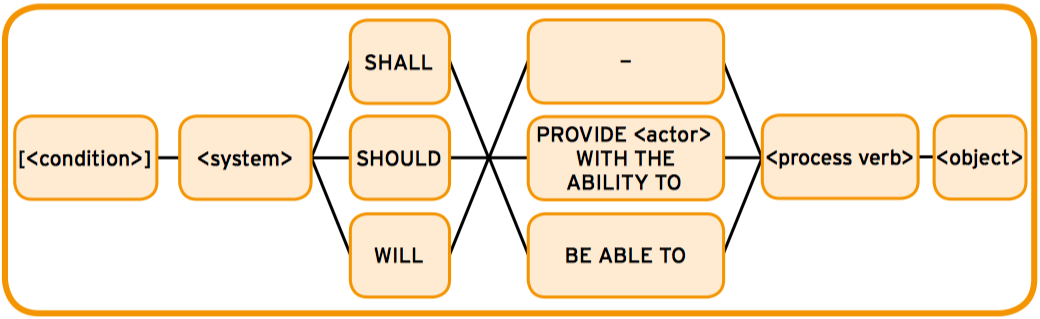 [<condition>]
<system>
SHALL
SHOULD
WILL
–
PROVIDE <actor>
WITH THE
ABILITY TO
BE ABLE TO
<process verb>
<object>